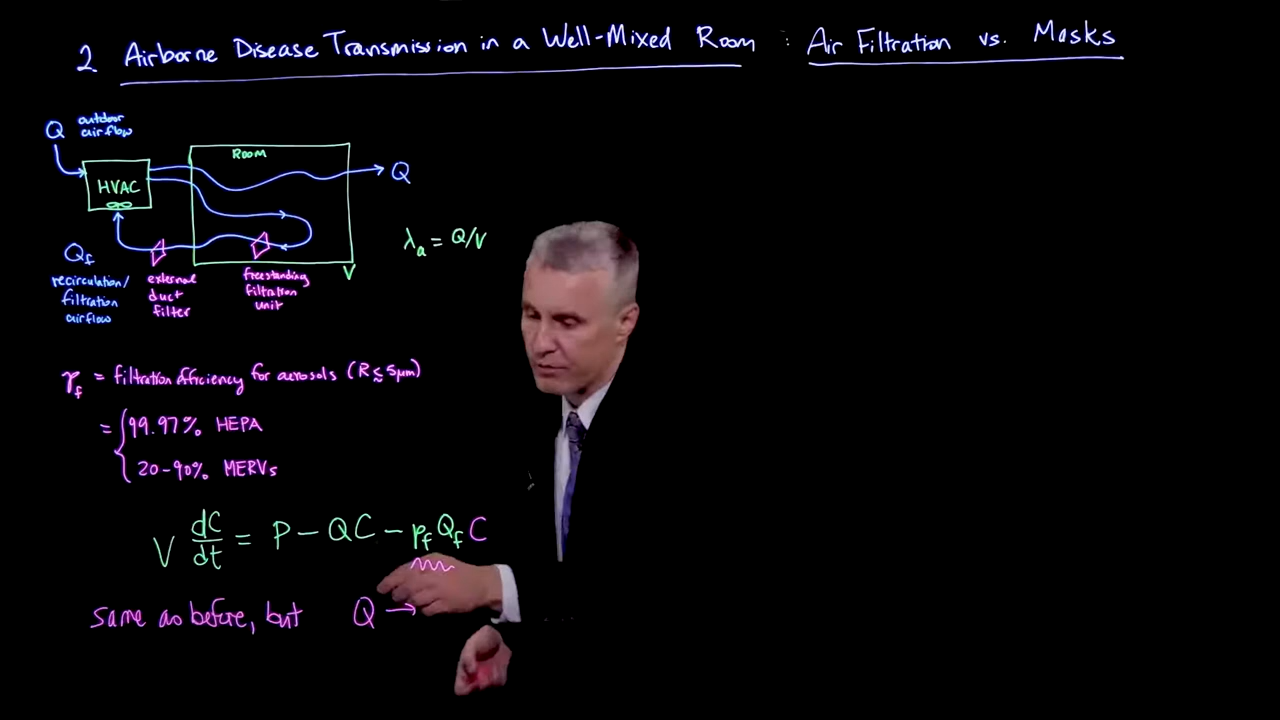 2 Airborne Disease Transmission in a Well-Mixed Room : Air Filtration vs. Masks
Q outdoor airflow
HVAC
ROOM
Q
V
λa = Q/V
Qf
recirculation/
filtration
airflow
external
duct
filter
freestanding
filtration
unit
γf = filtration efficiency for aerosols (R ≲ 5μm)
= { 99.97% HEPA
20-90% MERVs
V dC/dt = P - QC - pf Qf C
same as before, but Q →